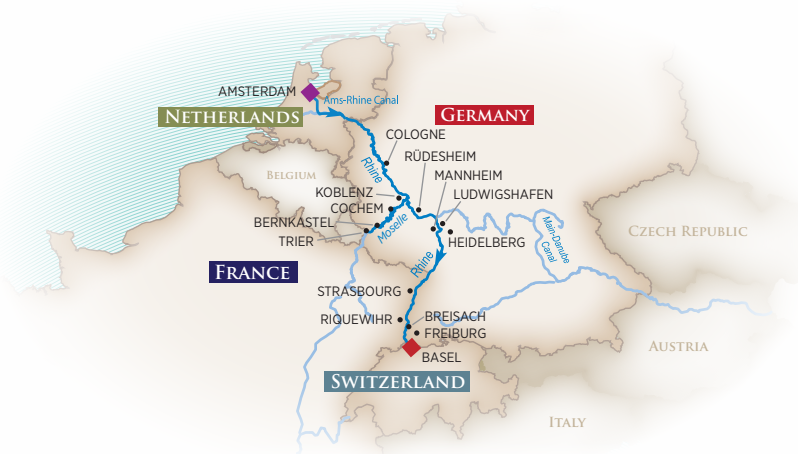 AMSTERDAM
Ams-Rhine Canal
NETHERLANDS
GERMANY
COLOGNE
RÜDESHEIM
Rhine
MANNHEIM
BELGIUM
KOBLENZ
LUDWIGSHAFEN
COCHEM
BERNKASTEL
Moselle
TRIER
HEIDELBERG
Main-Danube
Canal
CZECH REPUBLIC
FRANCE
Rhine
STRASBOURG
RIQUEWIHR
BREISACH
FREIBURG
AUSTRIA
BASEL
SWITZERLAND
ITALY